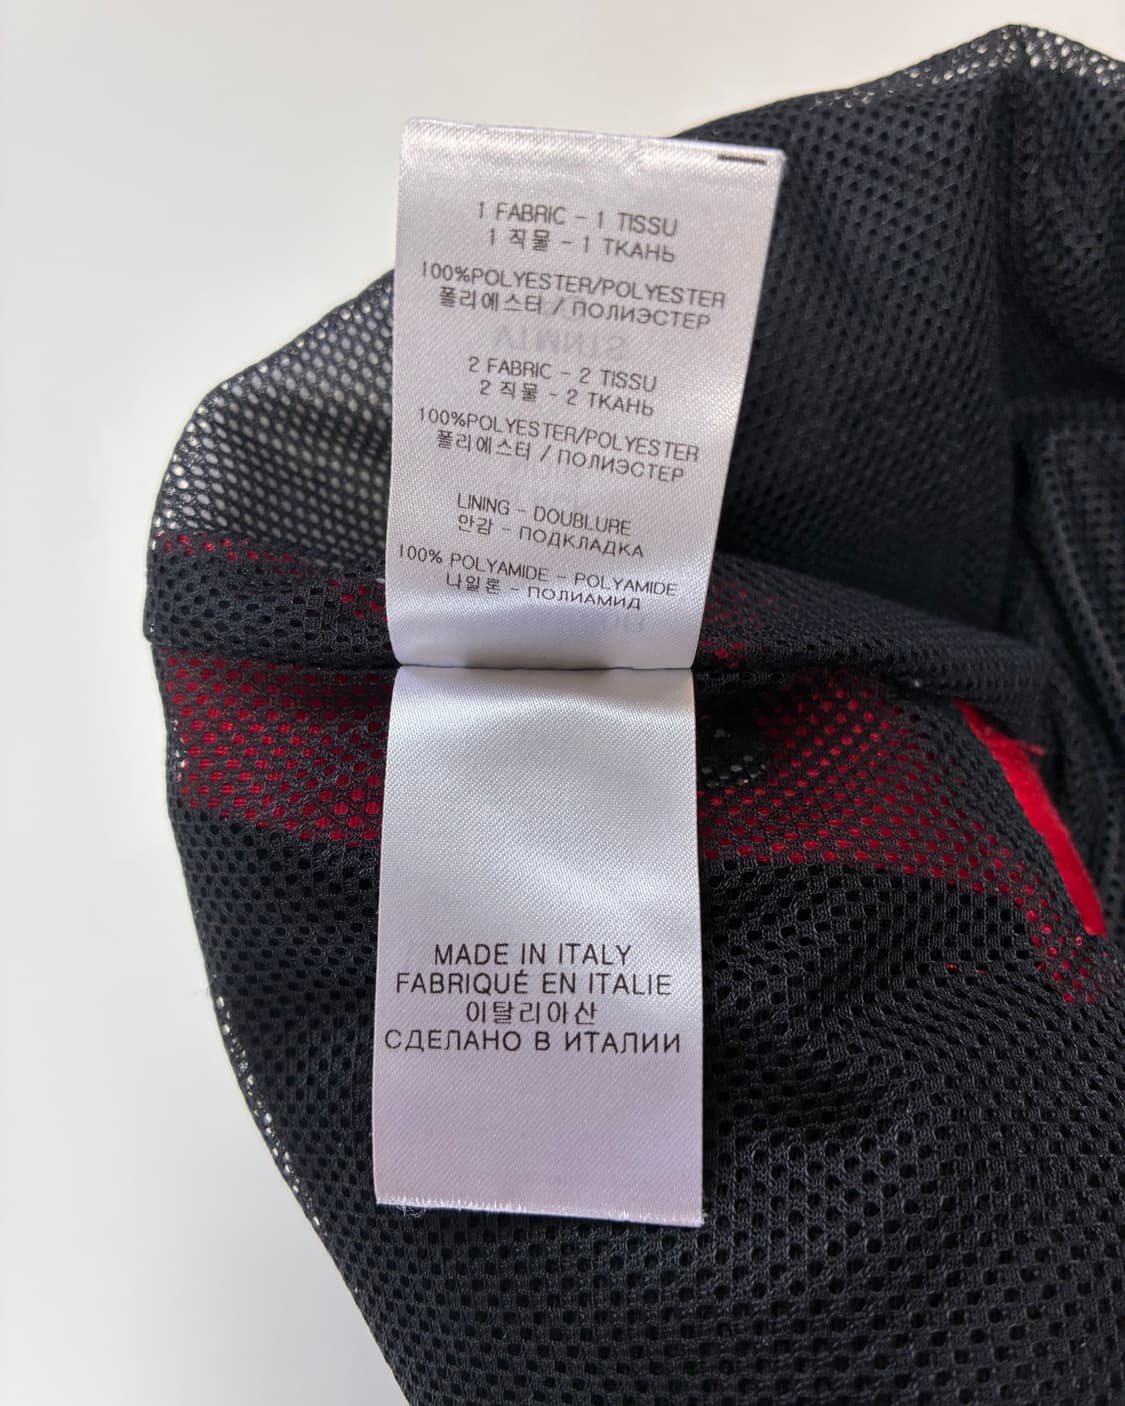 1 FABRIC - 1 TISSU
1 직물 - 1 ТКАНЬ
100%POLYESTER/POLYESTER
폴리에스터 / ПОЛИЭСТЕР
2 FABRIC - 2 TISSU
2 직물 - 2 ТКАНЬ
100%POLYESTER/POLYESTER
폴리에스터 / ПОЛИЭСТЕР
LINING - DOUBLURE
안감 - ПОДКЛАДКА
100% POLYAMIDE - POLYAMIDE
나일론 - ПОЛИАМИД
MADE IN ITALY
FABRIQUÉ EN ITALIE
이탈리아산
СДЕЛАНО В ИТАЛИИ